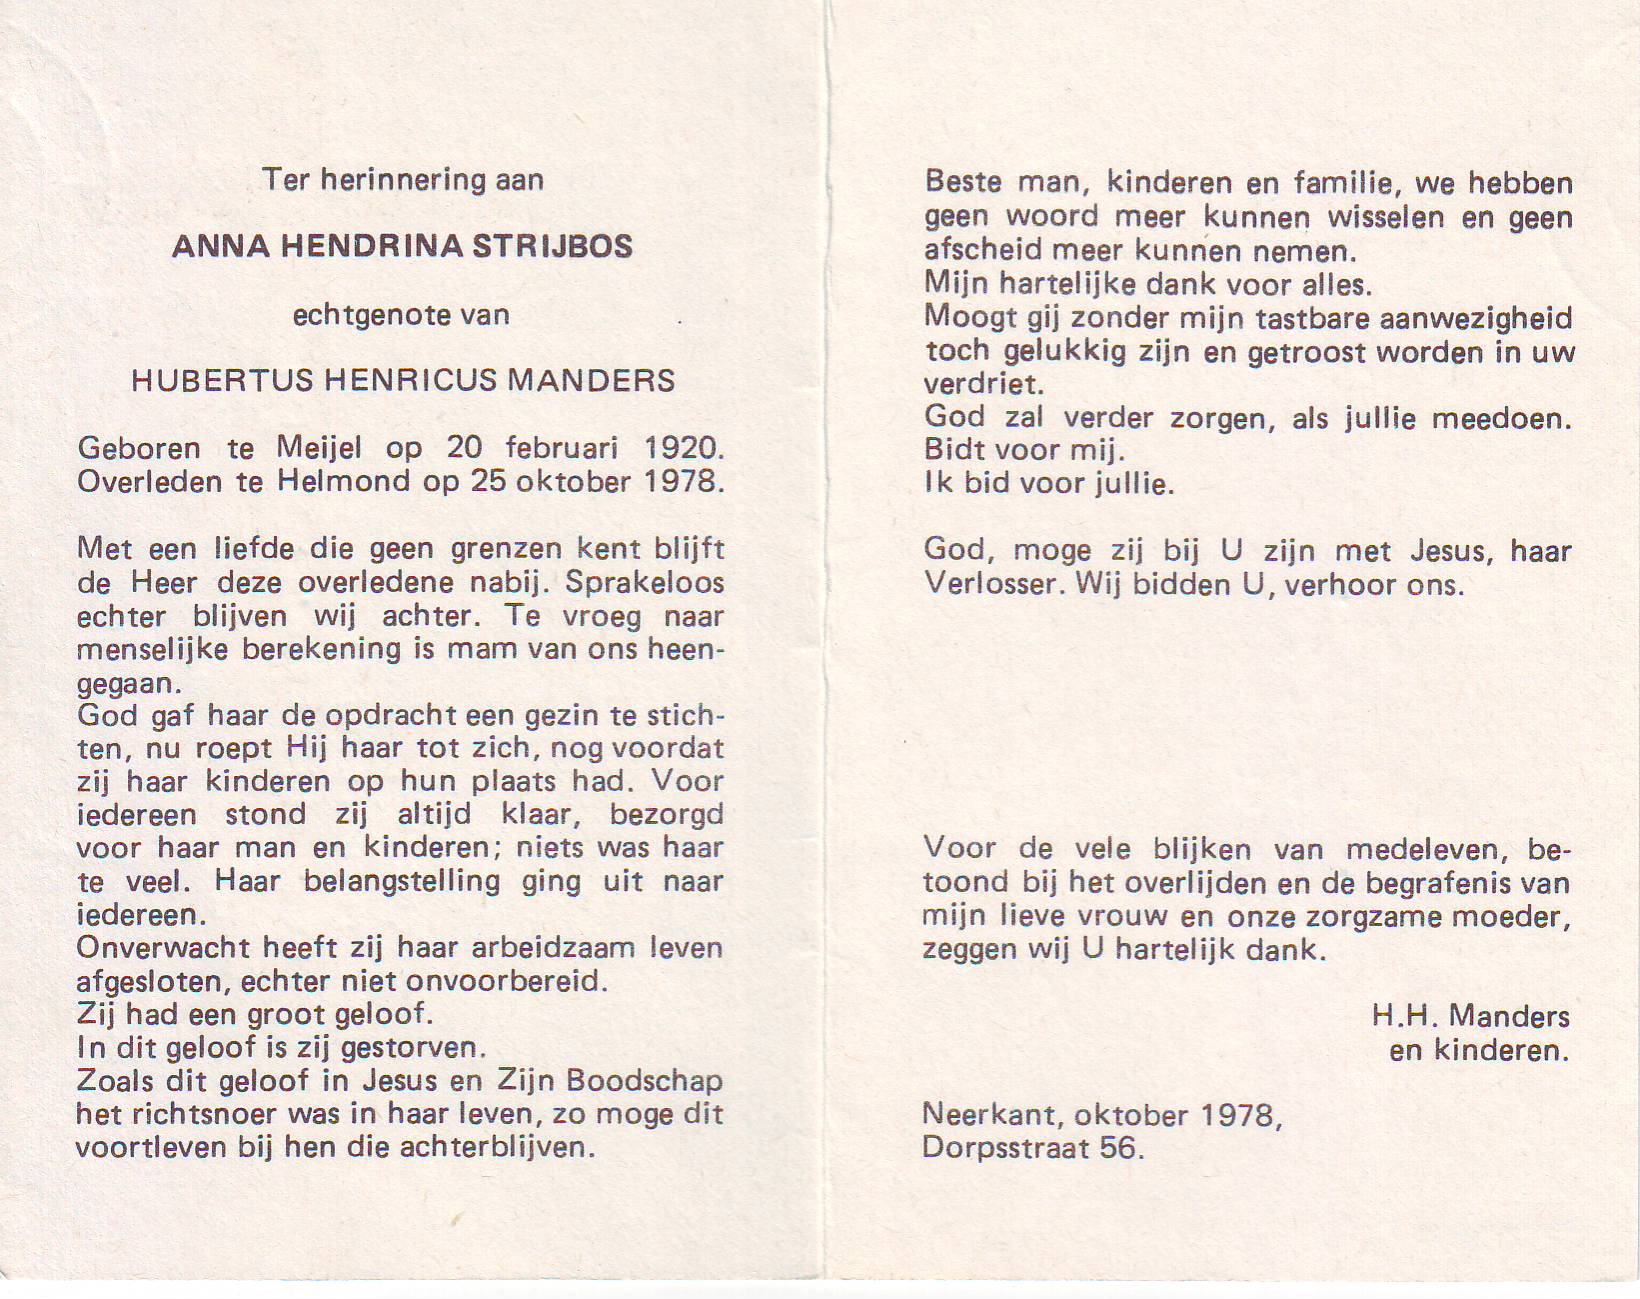 Ter herinnering aan
ANNA HENDRINA STRIJBOS
echtgenote van
HUBERTUS HENRICUS MANDERS
Geboren te Meijel op 20 februari 1920.
Overleden te Helmond op 25 oktober 1978.
Met een liefde die geen grenzen kent blijft
de Heer deze overledene nabij. Sprakeloos
echter blijven wij achter. Te vroeg naar
menselijke berekening is mam van ons heen-
gegaan.
God gaf haar de opdracht een gezin te stich-
ten, nu roept Hij haar tot zich, nog voordat
zij haar kinderen op hun plaats had. Voor
iedereen stond zij altijd klaar, bezorgd
voor haar man en kinderen; niets was haar
te veel. Haar belangstelling ging uit naar
iedereen.
Onverwacht heeft zij haar arbeidzaam leven
afgesloten, echter niet onvoorbereid.
Zij had een groot geloof.
In dit geloof is zij gestorven.
Zoals dit geloof in Jesus en Zijn Boodschap
het richtsnoer was in haar leven, zo moge dit
voortleven bij hen die achterblijven.
Beste man, kinderen en familie, we hebben
geen woord meer kunnen wisselen en geen
afscheid meer kunnen nemen.
Mijn hartelijke dank voor alles.
Moogt gij zonder mijn tastbare aanwezigheid
toch gelukkig zijn en getroost worden in uw
verdriet.
God zal verder zorgen, als jullie meedoen.
Bidt voor mij.
Ik bid voor jullie.
God, moge zij bij U zijn met Jesus, haar
Verlosser. Wij bidden U, verhoor ons.
Voor de vele blijken van medeleven, be-
toond bij het overlijden en de begrafenis van
mijn lieve vrouw en onze zorgzame moeder,
zeggen wij U hartelijk dank.
H.H. Manders
en kinderen.
Neerkant, oktober 1978,
Dorpsstraat 56.